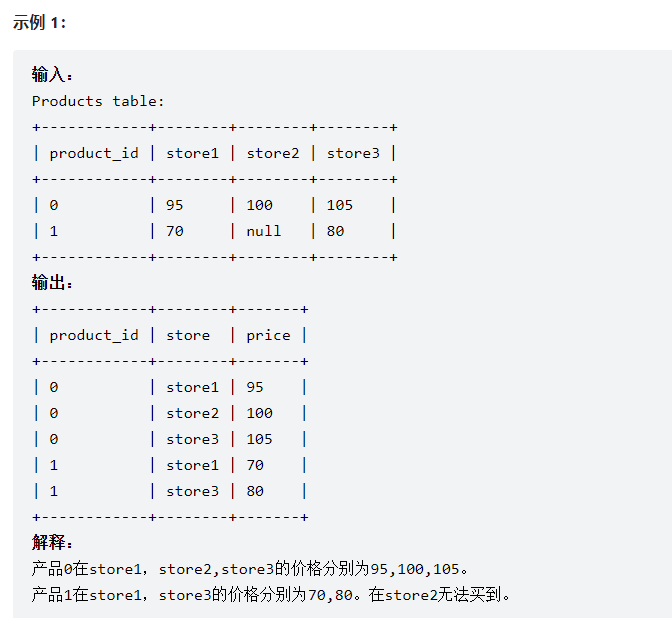 示例 1：
输入：
Products table:
+------------+--------+--------+--------+
| product_id | store1 | store2 | store3 |
+------------+--------+--------+--------+
| 0          | 95     | 100    | 105    |
| 1          | 70     | null   | 80     |
+------------+--------+--------+--------+
输出：
+------------+--------+-------+
| product_id | store  | price |
+------------+--------+-------+
| 0          | store1 | 95    |
| 0          | store2 | 100   |
| 0          | store3 | 105   |
| 1          | store1 | 70    |
| 1          | store3 | 80    |
+------------+--------+-------+
解释：
产品0在store1，store2,store3的价格分别为95,100,105。
产品1在store1，store3的价格分别为70,80。在store2无法买到。